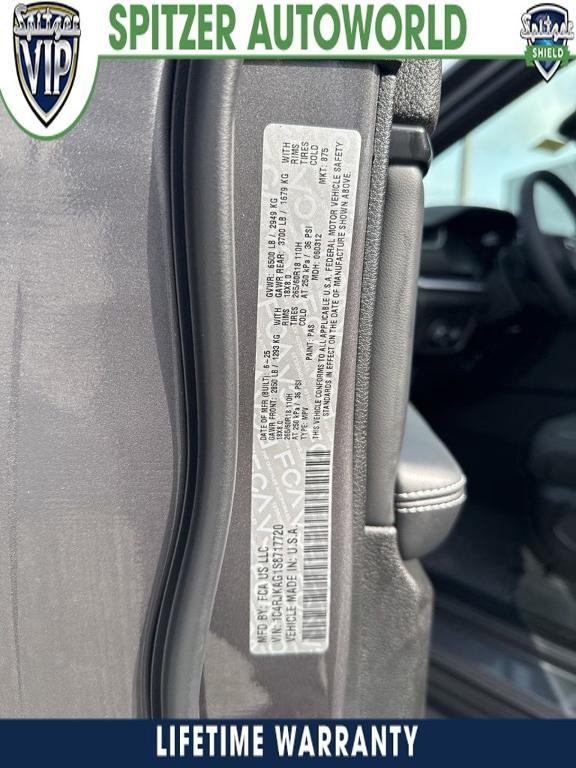 Spitzer
VIP
SPITZER AUTOWORLD
Spitzer
SHIELD
MFD BY: FCA US LLC
DATE OF MFR (BUILT): 6-25
GVWR: 6500 LB / 2949 KG
GAWR FRONT: 2850 LB / 1293 KG WITH
GAWR REAR: 3700 LB / 1679 KG WITH
18X8.0 RIMS
18X8.0 RIMS
265/60R18 110H TIRES
265/60R18 110H TIRES
AT 250 kPa / 36 PSI COLD
AT 250 kPa / 36 PSI COLD
VIN: 1C4RJKAG1S8717720
TYPE: MPV
PAINT: PAS
MDH: 060312
MKT: 875
VEHICLE MADE IN: U.S.A.
THIS VEHICLE CONFORMS TO ALL APPLICABLE U.S.A. FEDERAL MOTOR VEHICLE SAFETY
STANDARDS IN EFFECT ON THE DATE OF MANUFACTURE SHOWN ABOVE.
LIFETIME WARRANTY